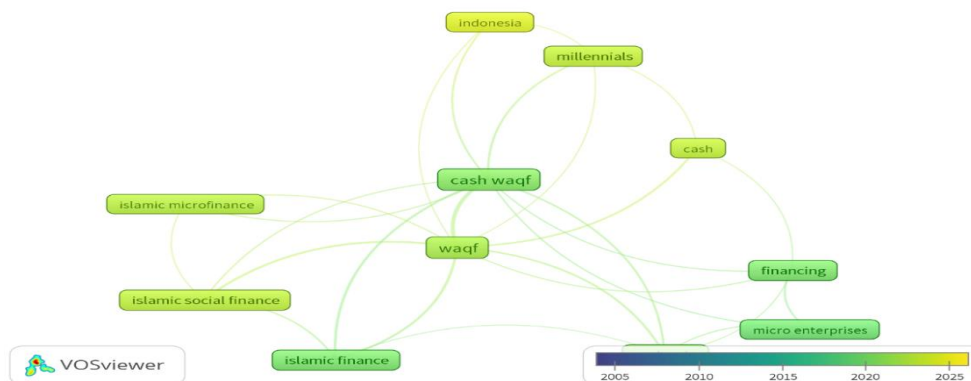 indonesia
millennials
cash
cash waqf
islamic microfinance
waqf
financing
islamic social finance
micro enterprises
islamic finance
VOSviewer
2005 2010 2015 2020 2025